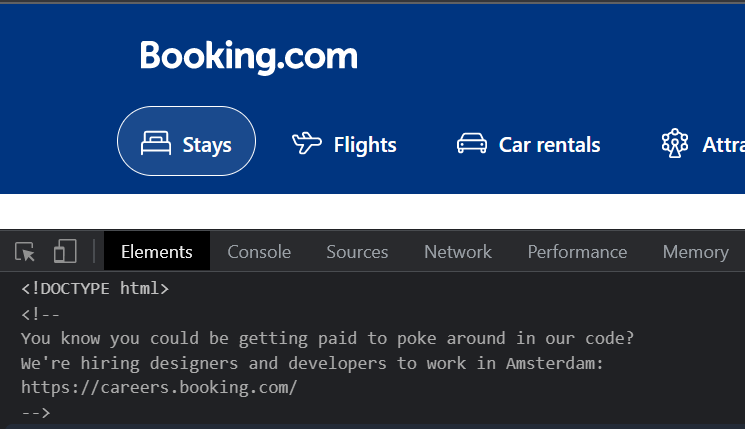 Booking.com
Stays Flights Car rentals Attra
Elements Console Sources Network Performance Memory
<!DOCTYPE html>
<!--
You know you could be getting paid to poke around in our code?
We're hiring designers and developers to work in Amsterdam:
https://careers.booking.com/
-->